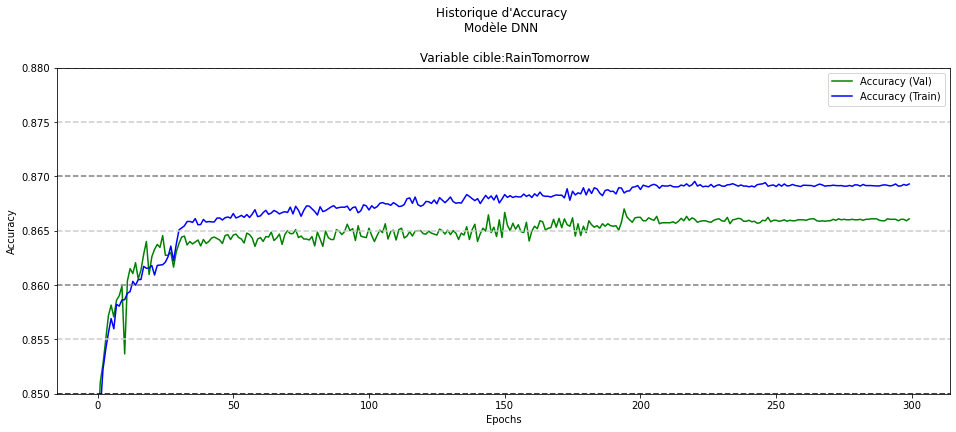 Historique d'Accuracy
Modèle DNN
Variable cible:RainTomorrow
Accuracy (Val)
Accuracy (Train)
Accuracy
0.880
0.875
0.870
0.865
0.860
0.855
0.850
0 50 100 150 200 250 300
Epochs